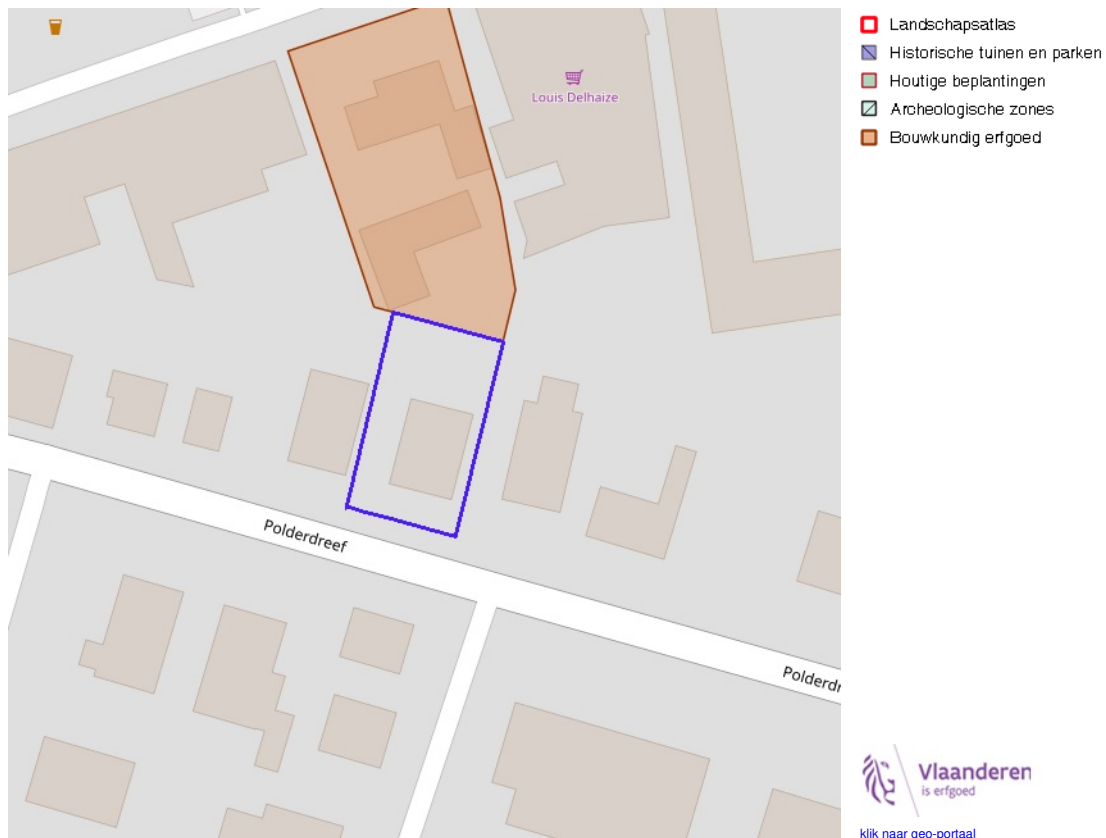 Louis Delhaize
Polderdreef
Polderdr
Landschapsatlas
Historische tuinen en parken
Houtige beplantingen
Archeologische zones
Bouwkundig erfgoed
Vlaanderen
is erfgoed
klik naar geo-portaal